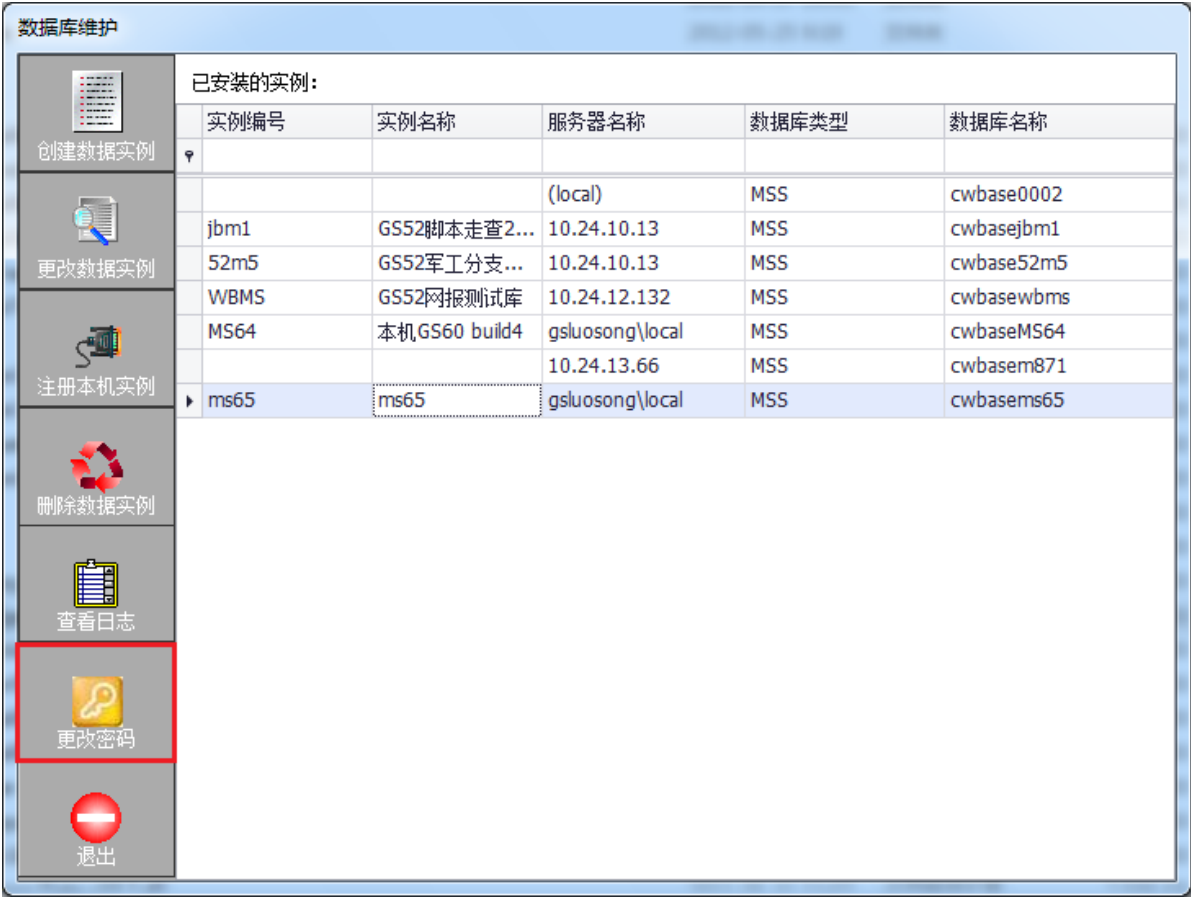 数据库维护
创建数据实例
更改数据实例
注册本机实例
删除数据实例
查看日志
更改密码
退出
已安装的实例：
实例编号 实例名称 服务器名称 数据库类型 数据库名称
(local) MSS cwbase0002
jbm1 GS52脚本走查2... 10.24.10.13 MSS cwbasejbm1
52m5 GS52军工分支... 10.24.10.13 MSS cwbase52m5
WBMS GS52网报测试库 10.24.12.132 MSS cwbasewbms
MS64 本机GS60 build4 gsluosong\local MSS cwbaseMS64
10.24.13.66 MSS cwbasem871
ms65 ms65 gsluosong\local MSS cwbasems65